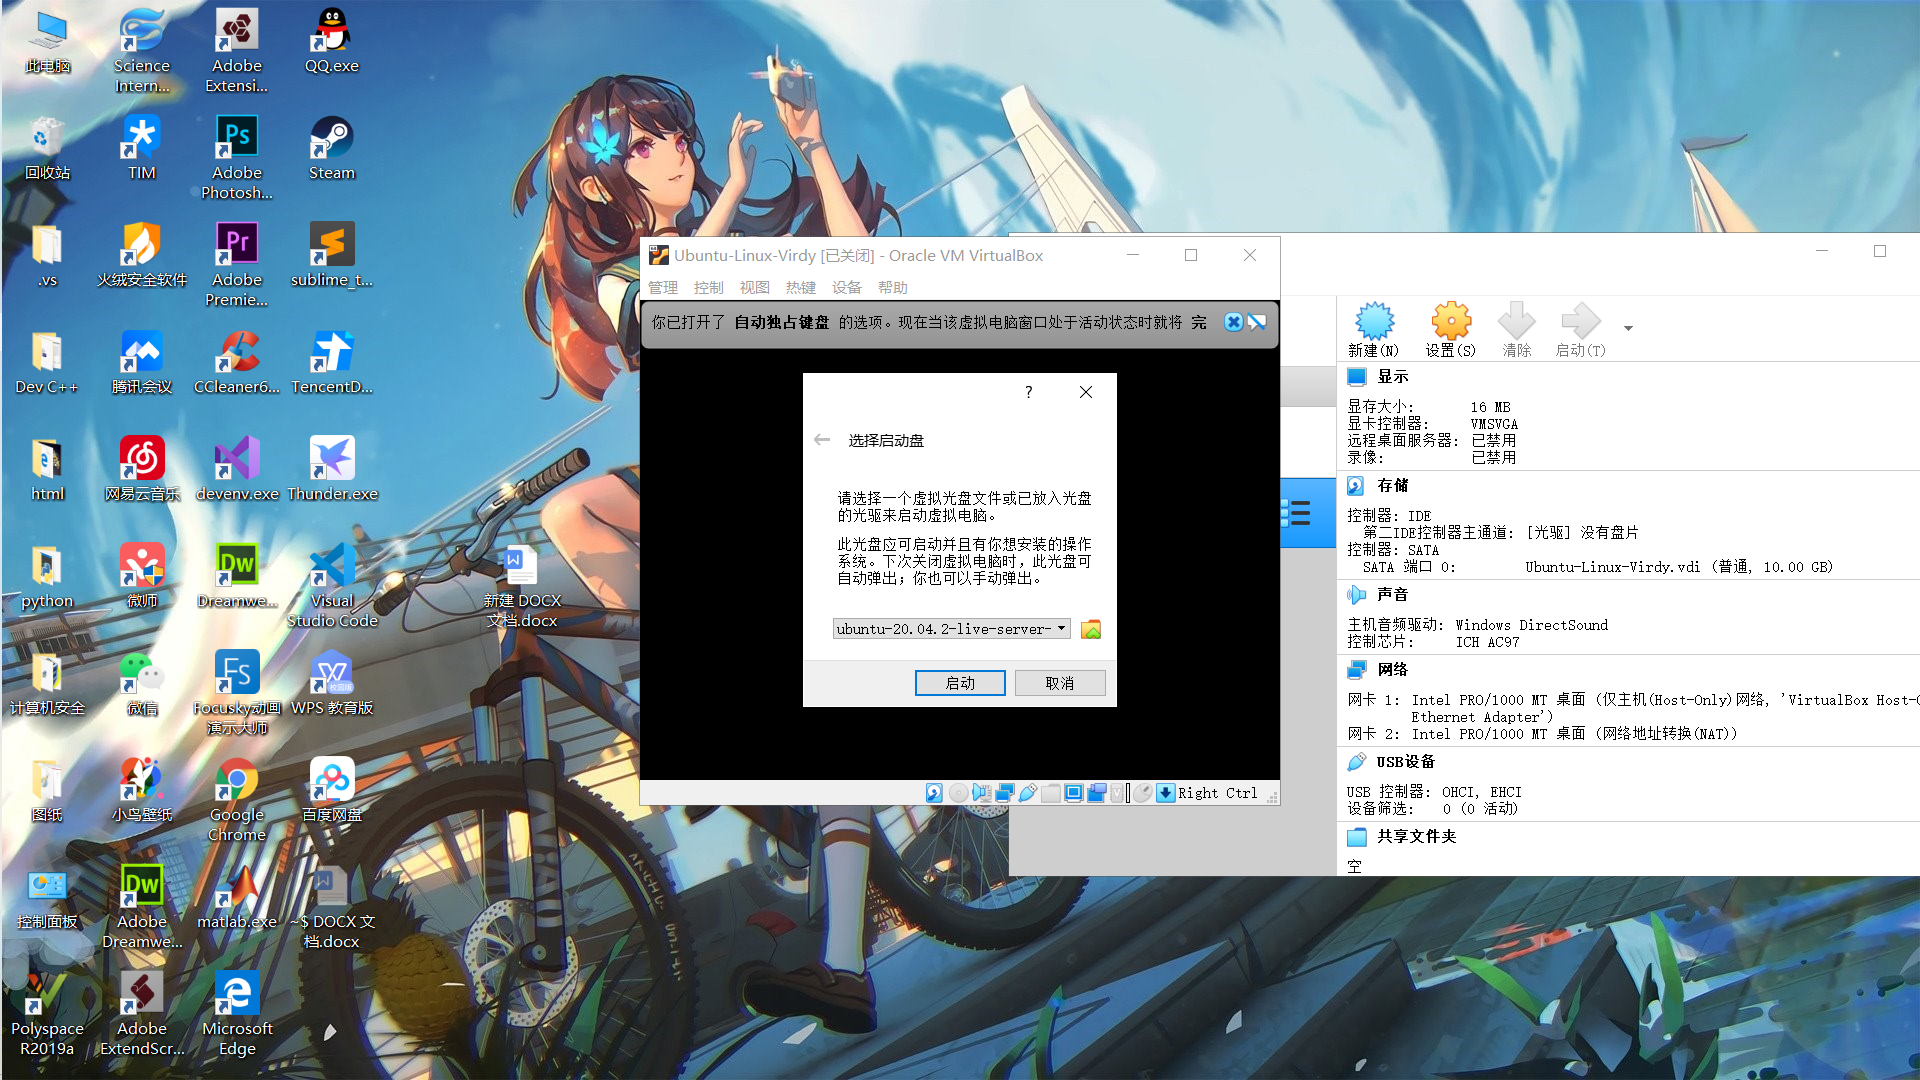 此电脑
Science Intern...
Adobe Extensi...
QQ.exe
回收站
TIM
Adobe Photosh...
Steam
.vs
火绒安全软件
Adobe Premie...
sublime_t...
Dev C++
腾讯会议
CCleaner6...
TencentD...
html
网易云音乐
devenv.exe
Thunder.exe
python
微师
Dreamwe...
Visual Studio Code
新建 DOCX 文档.docx
计算机安全
微信
Focusky动画演示大师
WPS 教育版
图纸
小鸟壁纸
Google Chrome
百度网盘
控制面板
Adobe Dreamwe...
matlab.exe
~$ DOCX 文档.docx
Polyspace R2019a
Adobe ExtendScr...
Microsoft Edge
Ubuntu-Linux-Virdy [已关闭] - Oracle VM VirtualBox
管理 控制 视图 热键 设备 帮助
你已打开了 自动独占键盘 的选项。现在当该虚拟电脑窗口处于活动状态时就将 完
?
选择启动盘
请选择一个虚拟光盘文件或已放入光盘
的光驱来启动虚拟电脑。
此光盘应可启动并且有你想安装的操作
系统。下次关闭虚拟电脑时，此光盘可
自动弹出；你也可以手动弹出。
ubuntu-20.04.2-live-server-
启动 取消
Right Ctrl
新建(N) 设置(S) 清除 启动(T)
显示
显存大小: 16 MB
显卡控制器: VMSVGA
远程桌面服务器: 已禁用
录像: 已禁用
存储
控制器: IDE
第二IDE控制器主通道: [光驱] 没有盘片
控制器: SATA
SATA 端口 0: Ubuntu-Linux-Virdy.vdi (普通, 10.00 GB)
声音
主机音频驱动: Windows DirectSound
控制芯片: ICH AC97
网络
网卡 1: Intel PRO/1000 MT 桌面 (仅主机(Host-Only)网络, 'VirtualBox Host-O
Ethernet Adapter')
网卡 2: Intel PRO/1000 MT 桌面 (网络地址转换(NAT))
USB设备
USB 控制器: OHCI, EHCI
设备筛选: 0 (0 活动)
共享文件夹
空